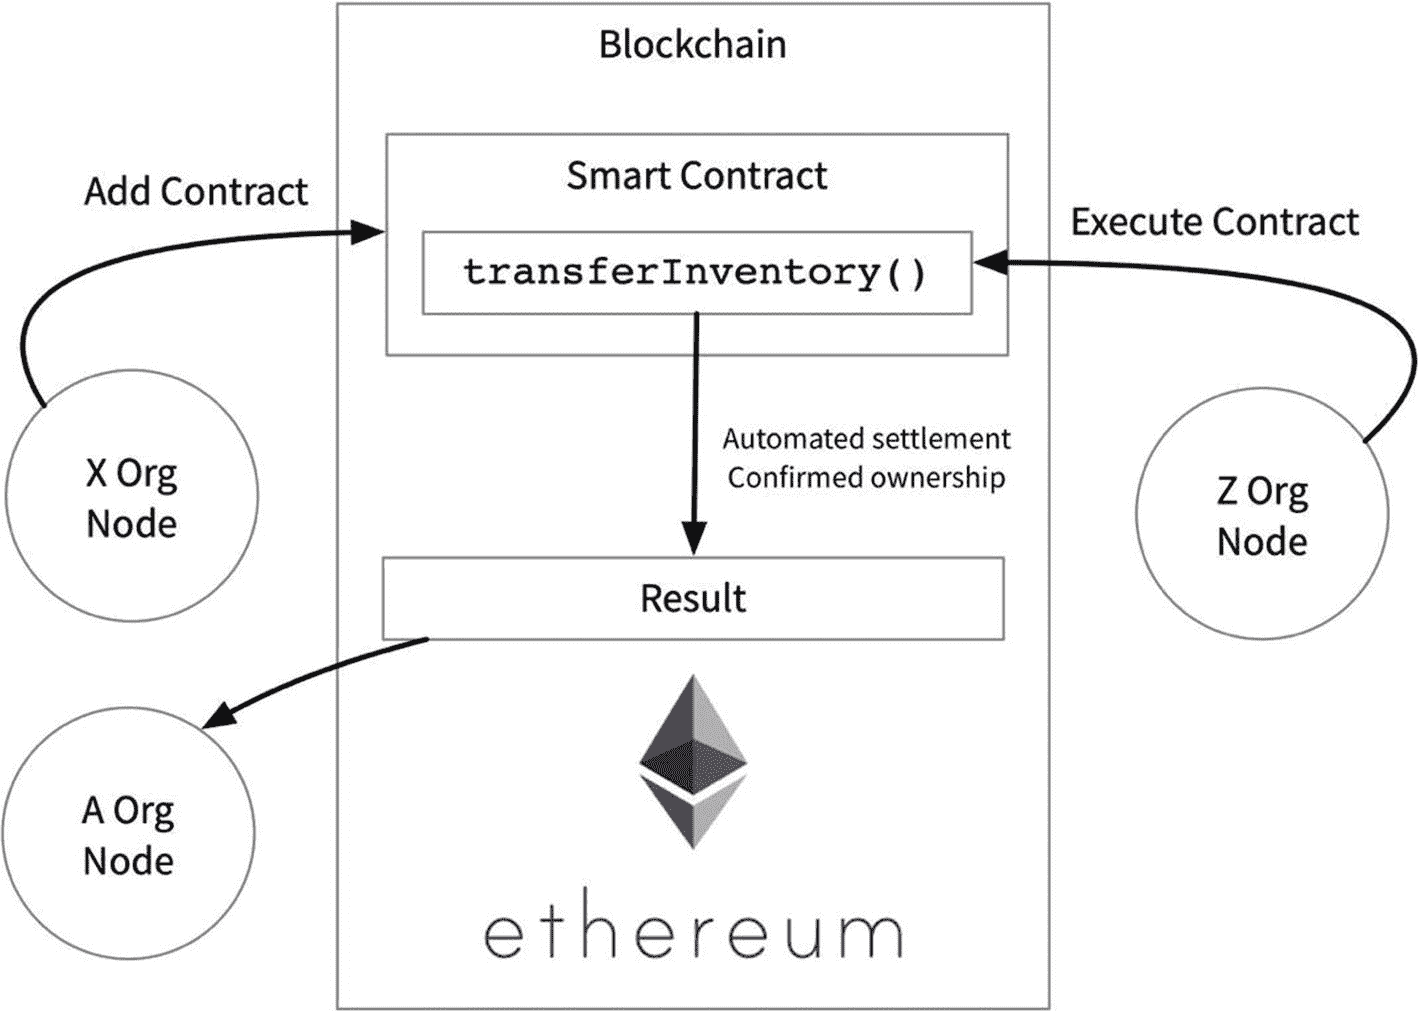 Blockchain
Smart Contract
Add Contract
Execute Contract
transferInventory()
Automated settlement
Confirmed ownership
X Org
Node
Z Org
Node
Result
A Org
Node
ethereum